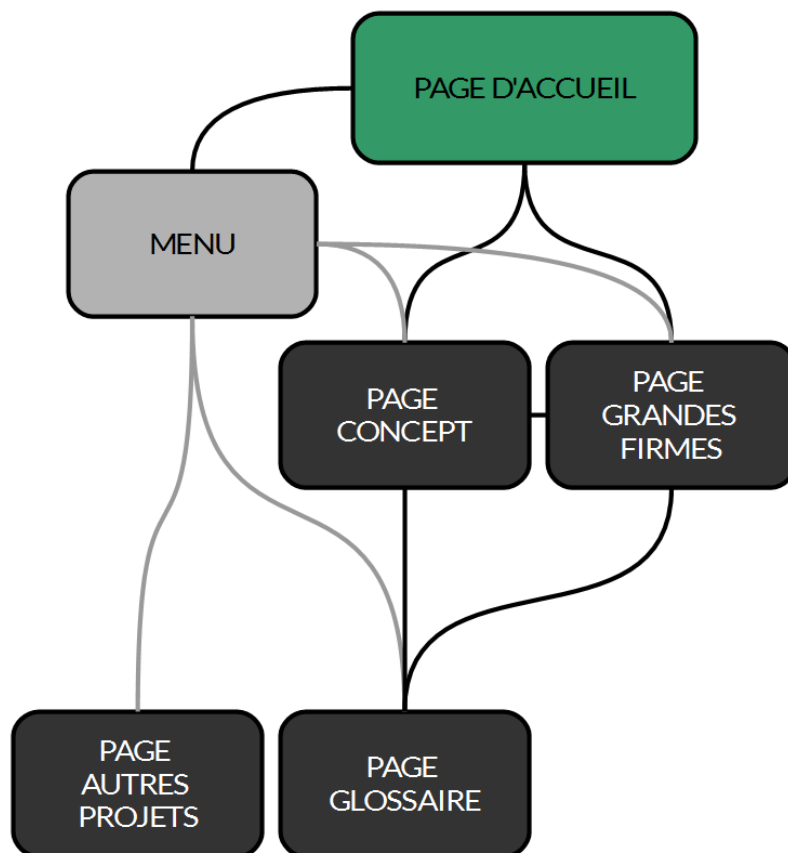 PAGE D'ACCUEIL
MENU
PAGE
CONCEPT
PAGE
GRANDES
FIRMES
PAGE
AUTRES
PROJETS
PAGE
GLOSSAIRE